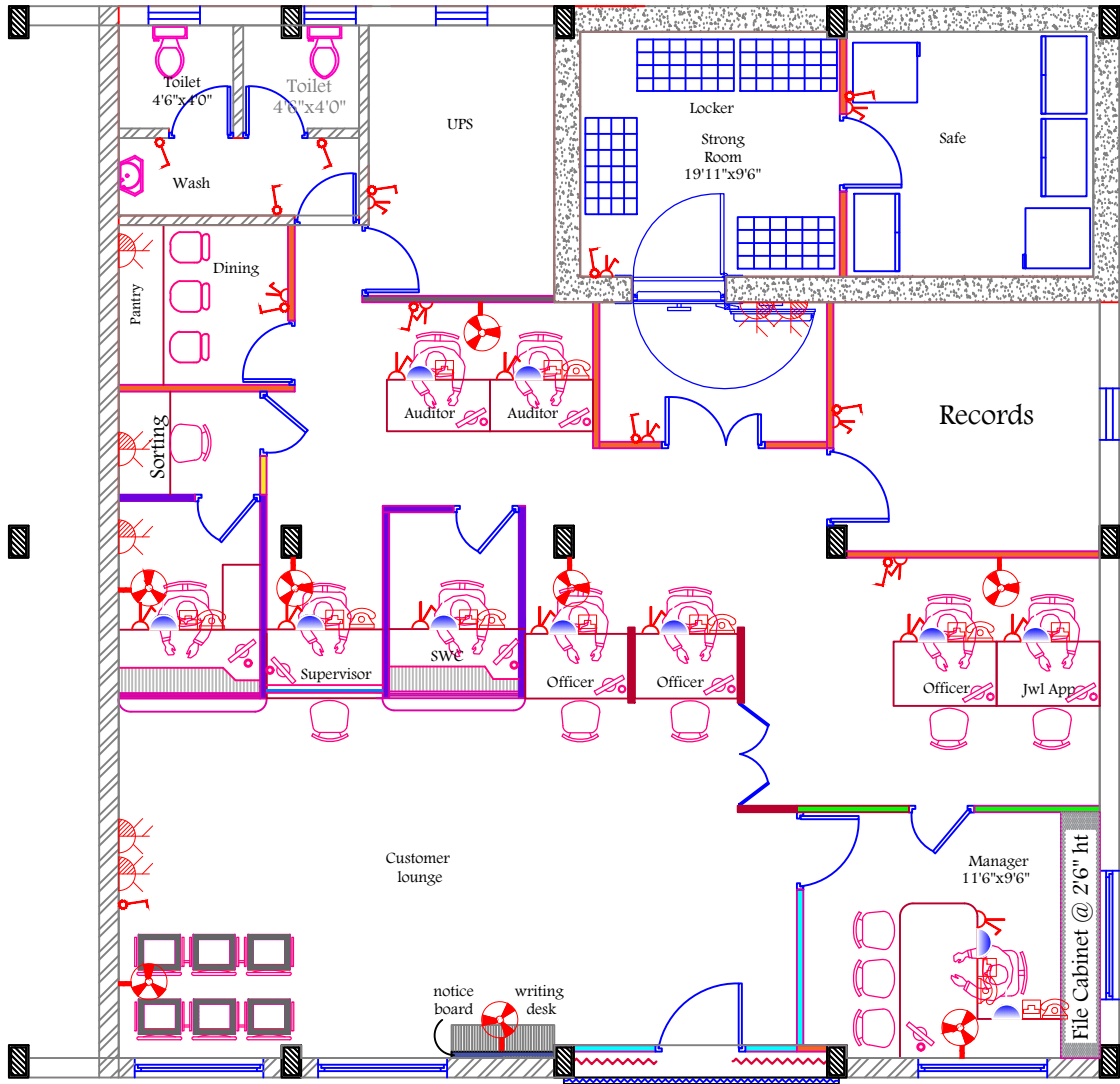 Toilet
4'6"x4'0"
Toilet
4'6"x4'0"
UPS
Locker
Strong
Room
19'11"x9'6"
Safe
Wash
Dining
Pantry
Auditor
Auditor
Records
Sorting
Supervisor
SWC
Officer
Officer
Officer
Jwl App
Customer
lounge
Manager
11'6"x9'6"
File Cabinet @ 2'6" ht
notice
board
writing
desk